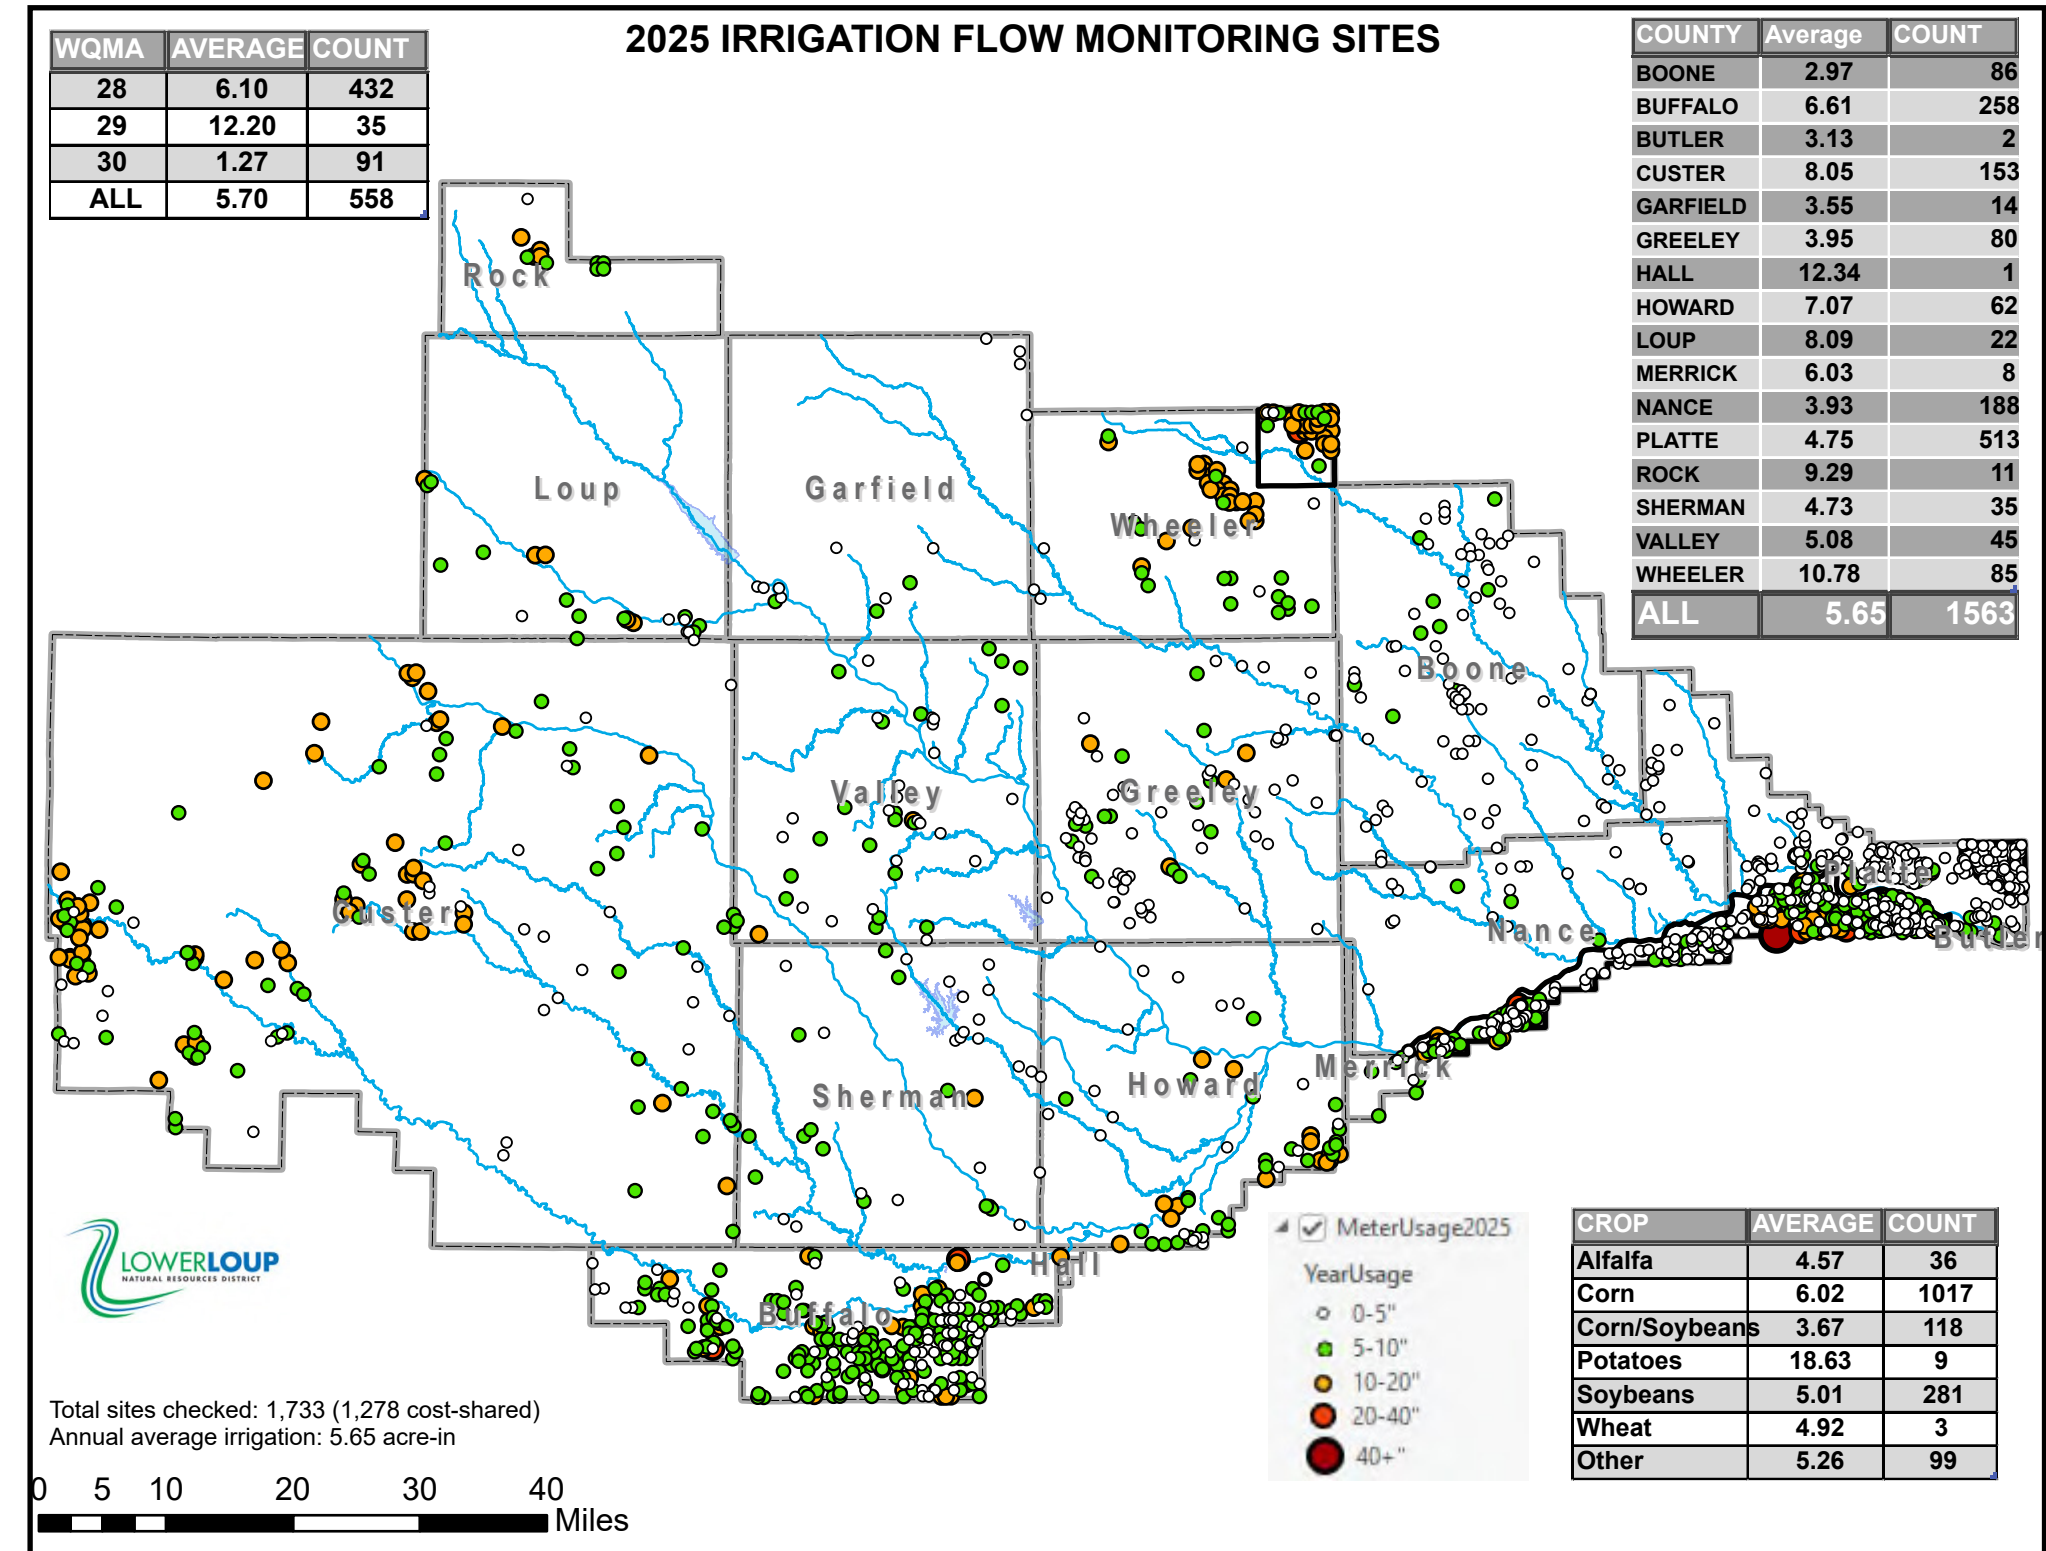 2025 IRRIGATION FLOW MONITORING SITES
WQMA AVERAGE COUNT
28 6.10 432
29 12.20 35
30 1.27 91
ALL 5.70 558
COUNTY Average COUNT
BOONE 2.97 86
BUFFALO 6.61 258
BUTLER 3.13 2
CUSTER 8.05 153
GARFIELD 3.55 14
GREELEY 3.95 80
HALL 12.34 1
HOWARD 7.07 62
LOUP 8.09 22
MERRICK 6.03 8
NANCE 3.93 188
PLATTE 4.75 513
ROCK 9.29 11
SHERMAN 4.73 35
VALLEY 5.08 45
WHEELER 10.78 85
ALL 5.65 1563
Rock
Loup
Garfield
Wheeler
Boone
Valley
Greeley
Platte
Custer
Nance
Butler
Merrick
Sherman
Howard
Hall
Buffalo
LOWERLOUP
NATURAL RESOURCES DISTRICT
MeterUsage2025
YearUsage
0-5"
5-10"
10-20"
20-40"
40+"
CROP AVERAGE COUNT
Alfalfa 4.57 36
Corn 6.02 1017
Corn/Soybeans 3.67 118
Potatoes 18.63 9
Soybeans 5.01 281
Wheat 4.92 3
Other 5.26 99
Total sites checked: 1,733 (1,278 cost-shared)
Annual average irrigation: 5.65 acre-in
0 5 10 20 30 40
Miles